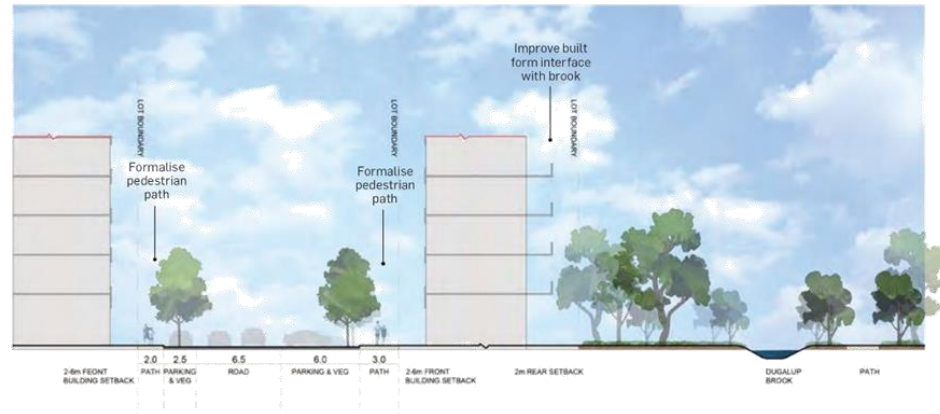 Improve built
form interface
with brook
LOT BOUNDARY
LOT BOUNDARY
LOT BOUNDARY
Formalise
pedestrian
path
Formalise
pedestrian
path
2.0
2.5
6.5
6.0
3.0
2-6m FEONT
BUILDING SETBACK
PATH
PARKING
& VEG
ROAD
PARKING & VEG
PATH
2-6m FRONT
BUILDING SETBACK
2m REAR SETBACK
DUGALUP
BROOK
PATH